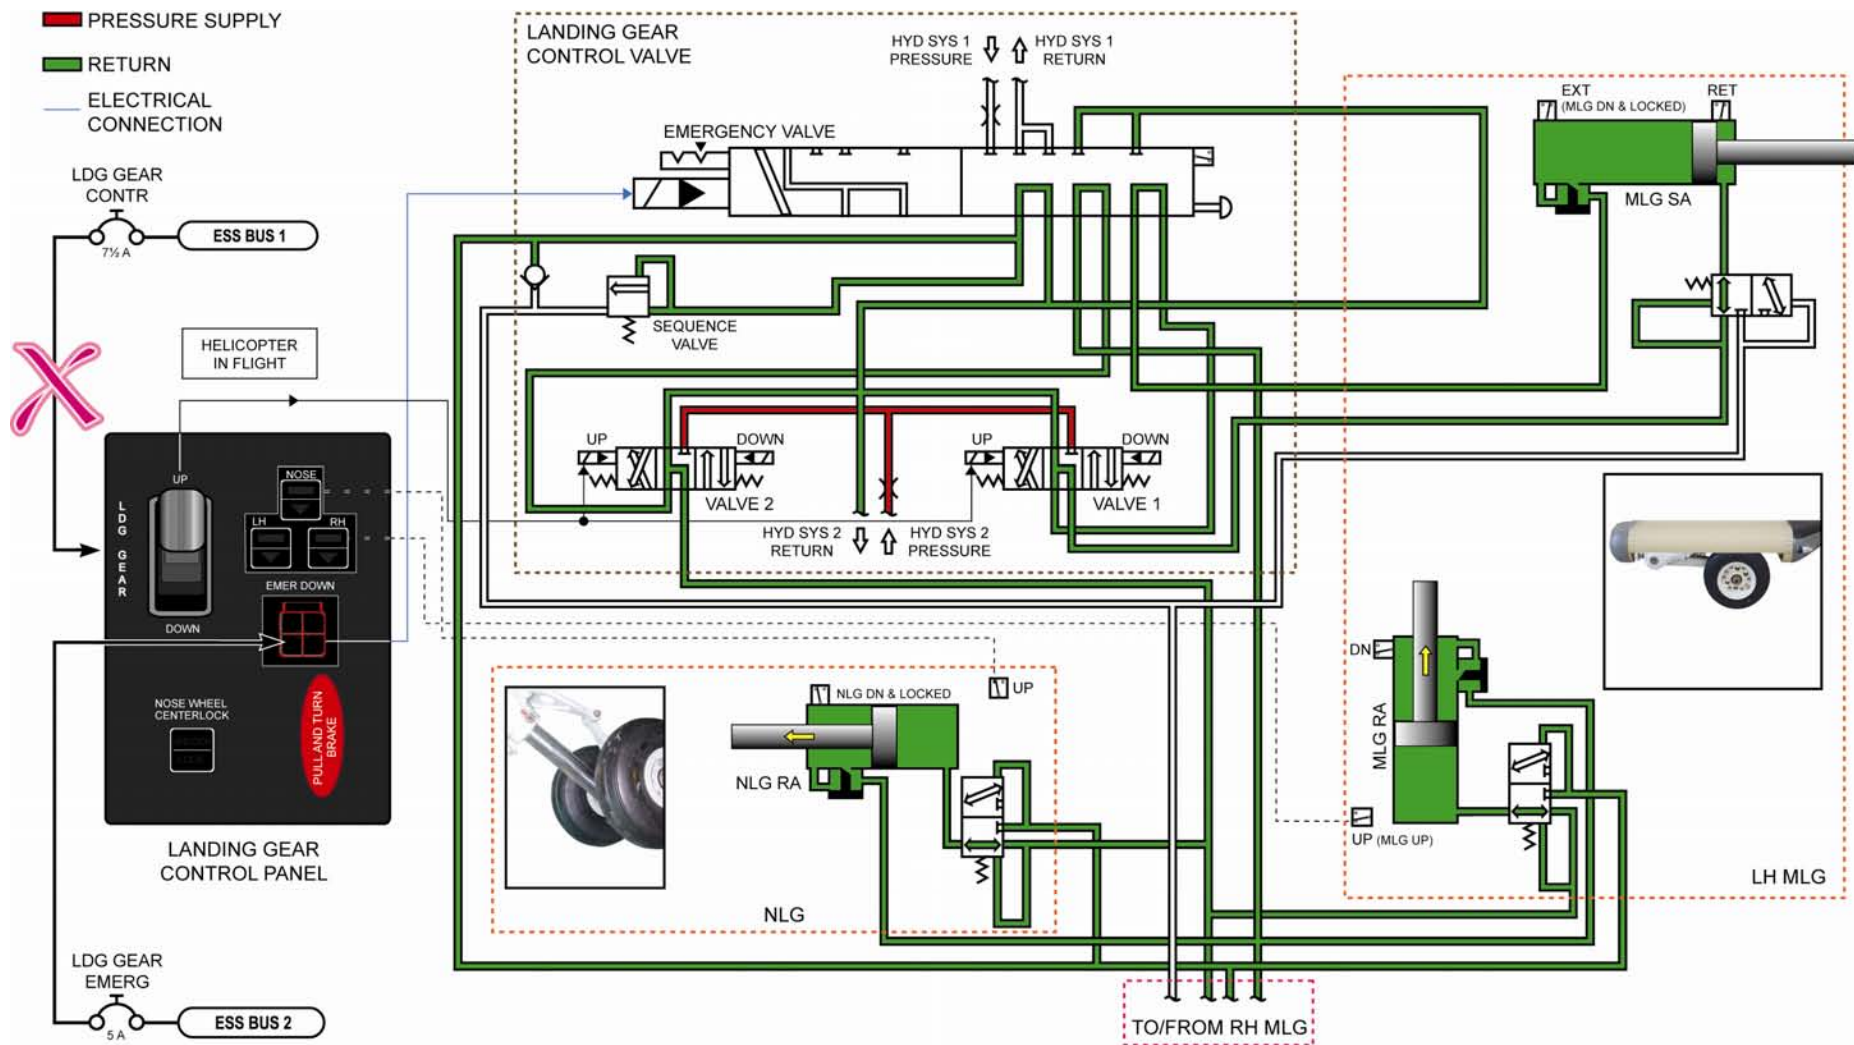 PRESSURE SUPPLY
RETURN
ELECTRICAL
CONNECTION
LDG GEAR
CONTR
7½ A
ESS BUS 1
HELICOPTER
IN FLIGHT
LANDING GEAR
CONTROL VALVE
HYD SYS 1
PRESSURE
HYD SYS 1
RETURN
EMERGENCY VALVE
SEQUENCE
VALVE
UP
DOWN
VALVE 2
UP
DOWN
VALVE 1
HYD SYS 2
RETURN
HYD SYS 2
PRESSURE
EXT
(MLG DN & LOCKED)
RET
MLG SA
UP
LDG GEAR
DOWN
NOSE
LH
RH
EMER DOWN
NOSE WHEEL
CENTERLOCK
PULL AND TURN
BRAKE
LANDING GEAR
CONTROL PANEL
LDG GEAR
EMERG
5 A
ESS BUS 2
NLG DN & LOCKED
UP
NLG RA
NLG
DN
MLG RA
UP (MLG UP)
LH MLG
TO/FROM RH MLG